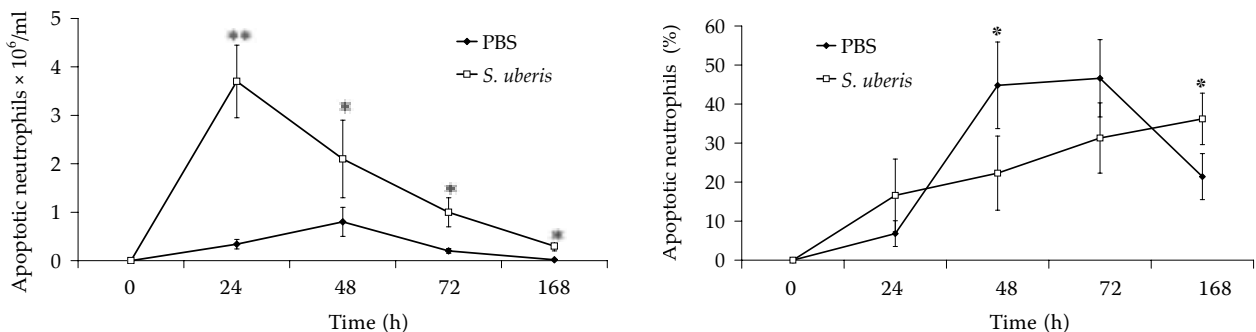 Apoptotic neutrophils × 10⁶/ml
5
4
3
2
1
0
**
*
*
*
PBS
S. uberis
0 24 48 72 168
Time (h)
Apoptotic neutrophils (%)
60
50
40
30
20
10
0
*
*
PBS
S. uberis
0 24 48 72 168
Time (h)